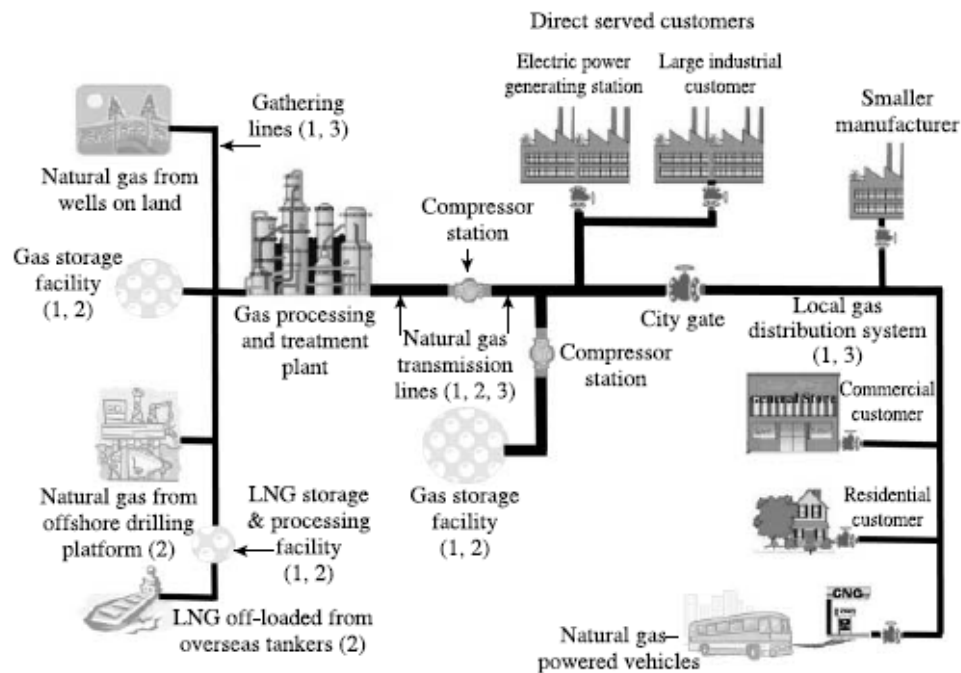 Direct served customers
Electric power
generating station
Large industrial
customer
Smaller
manufacturer
Gathering
lines (1, 3)
Natural gas from
wells on land
Compressor
station
Gas storage
facility
(1, 2)
Gas processing
and treatment
plant
Natural gas
transmission
lines (1, 2, 3)
City gate
Local gas
distribution system
(1, 3)
Compressor
station
General Store
Commercial
customer
Natural gas from
offshore drilling
platform (2)
LNG storage
& processing
facility
(1, 2)
Gas storage
facility
(1, 2)
Residential
customer
LNG off-loaded from
overseas tankers (2)
CNG
Natural gas–
powered vehicles